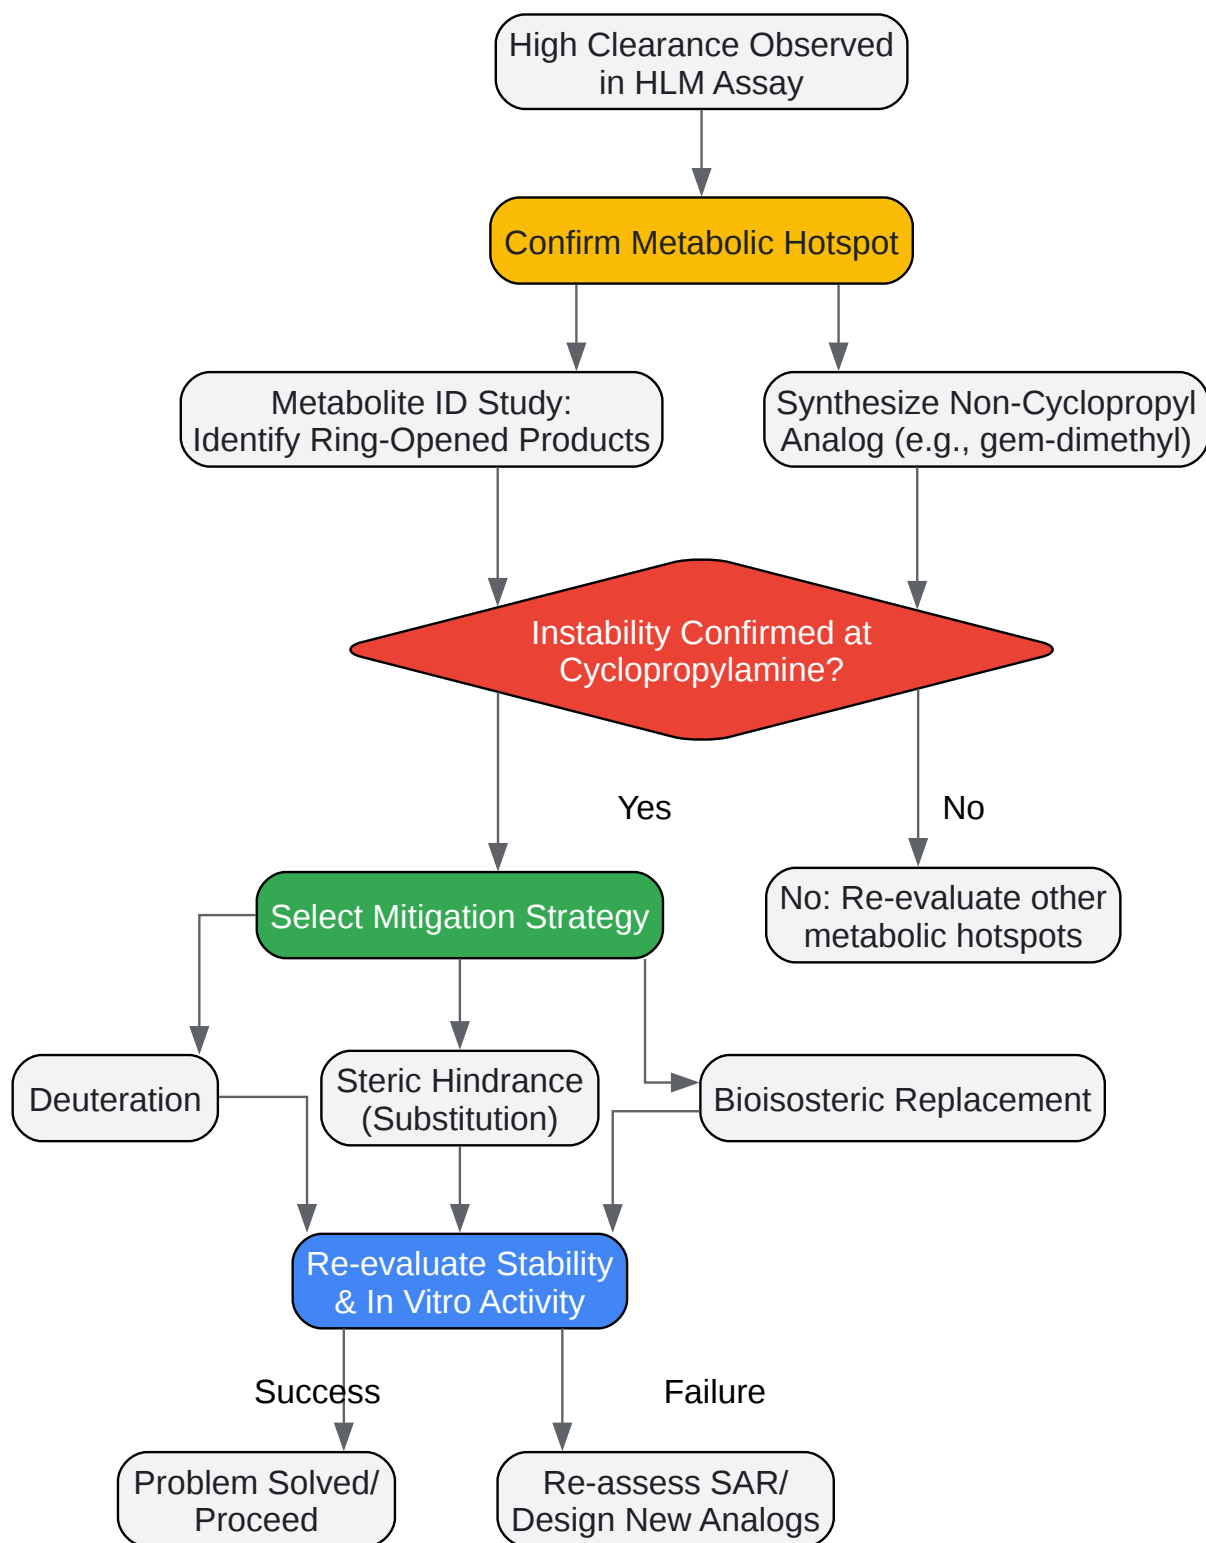 High Clearance Observed
in HLM Assay
Confirm Metabolic Hotspot
Metabolite ID Study:
Identify Ring-Opened Products
Synthesize Non-Cyclopropyl
Analog (e.g., gem-dimethyl)
Instability Confirmed at
Cyclopropylamine?
Yes
No
Select Mitigation Strategy
No: Re-evaluate other
metabolic hotspots
Deuteration
Steric Hindrance
(Substitution)
Bioisosteric Replacement
Re-evaluate Stability
& In Vitro Activity
Success
Failure
Problem Solved/
Proceed
Re-assess SAR/
Design New Analogs